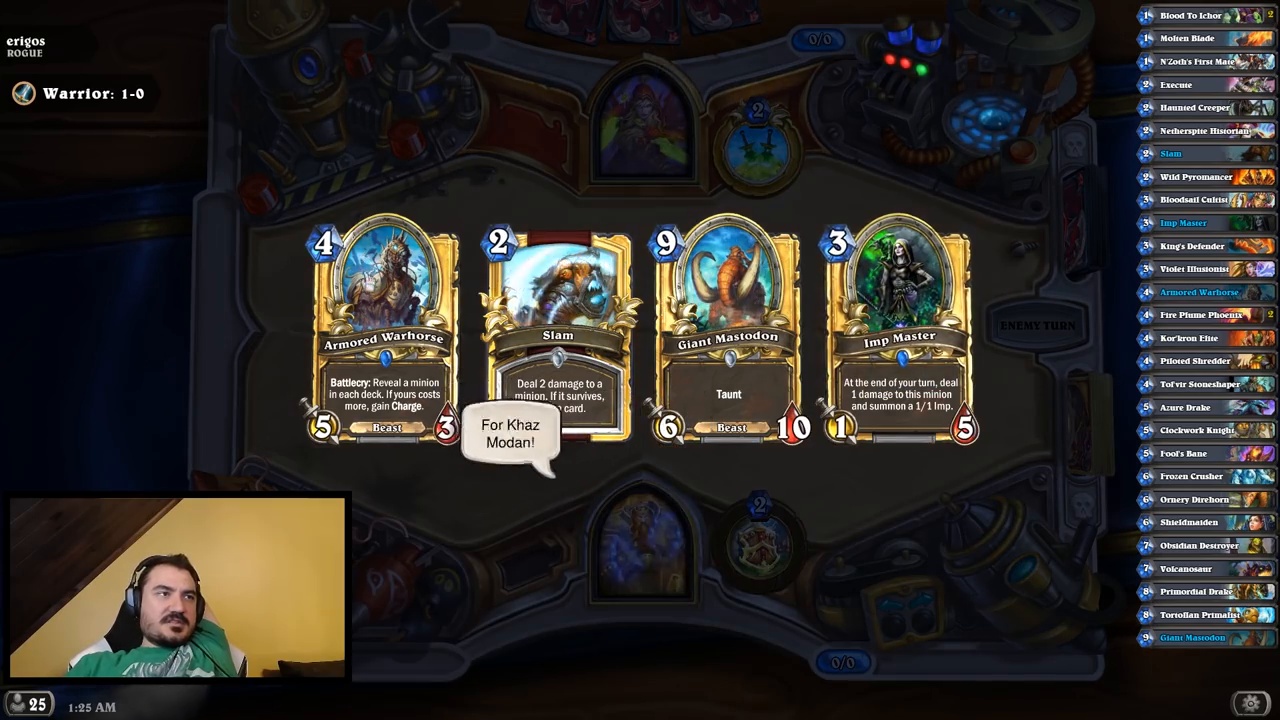 erigos
ROGUE
Warrior: 1-0
0/0
2
4
Armored Warhorse
Battlecry: Reveal a minion
in each deck. If yours costs
more, gain Charge.
5
Beast
3
2
Slam
Deal 2 damage to a
minion. If it survives,
card.
For Khaz
Modan!
9
Giant Mastodon
Taunt
6
Beast
10
3
Imp Master
At the end of your turn, deal
1 damage to this minion
and summon a 1/1 Imp.
1
5
ENEMY TURN
2
0/0
25
1:25 AM
1 Blood To Ichor 2
1 Molten Blade
1 N'Zoth's First Mate
2 Execute
2 Haunted Creeper
2 Netherspite Historian
2 Slam
2 Wild Pyromancer
3 Bloodsail Cultist
3 Imp Master
3 King's Defender
3 Violet Illusionist
4 Armored Warhorse
4 Fire Plume Phoenix 2
4 Kor'kron Elite
4 Piloted Shredder
4 Tol'vir Stoneshaper
5 Azure Drake
5 Clockwork Knight
5 Fool's Bane
6 Frozen Crusher
6 Ornery Direhorn
6 Shieldmaiden
7 Obsidian Destroyer
7 Volcanosaur
8 Primordial Drake
8 Tortollan Primalist
9 Giant Mastodon